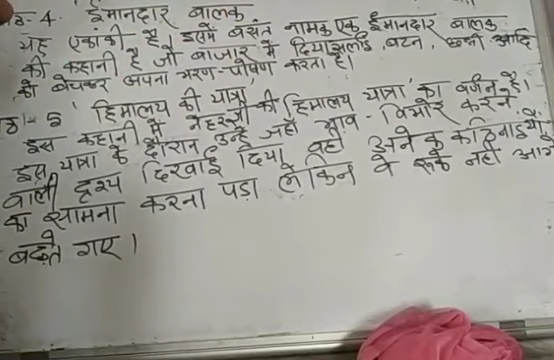 ठ-4. ईमानदार बालक
यह एकांकी है। इसमें बसंत नामक एक ईमानदार बालक
की कहानी है जो बाजार में दियासलाई बटन, छन्नी आदि
को बेचकर अपना भरण-पोषण करता है।
ठ-5 'हिमालय की यात्रा'
इस कहानी में नेहरूजी की 'हिमालय यात्रा' का वर्णन है।
इस यात्रा के दौरान उन्हें जहाँ भाव-विभोर करने
वाली दृश्य दिखाई दिया वहाँ अनेक कठिनाइयों
का सामना करना पड़ा लेकिन वे रूके नहीं आगे
बढ़ते गए।